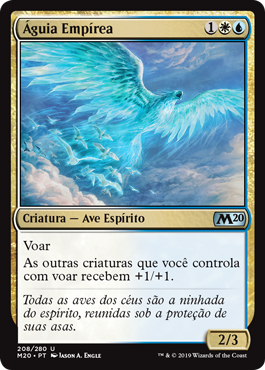 Águia Empírea 1
Criatura — Ave Espírito M20
Voar
As outras criaturas que você controla
com voar recebem +1/+1.
Todas as aves dos céus são a ninhada
do espírito, reunidas sob a proteção de
suas asas.
2/3
208/280 U
M20 • PT Jason A. Engle ™ & © 2019 Wizards of the Coast